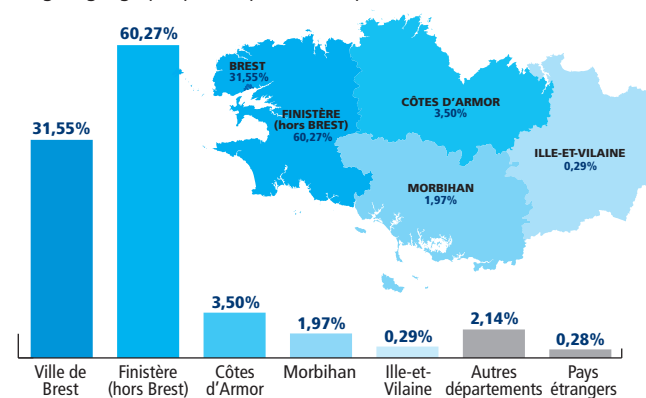 60,27%
31,55%
3,50%
1,97%
0,29%
2,14%
0,28%
BREST
31,55%
FINISTÈRE
(hors BREST)
60,27%
CÔTES D'ARMOR
3,50%
ILLE-ET-VILAINE
0,29%
MORBIHAN
1,97%
Ville de
Brest
Finistère
(hors Brest)
Côtes
d'Armor
Morbihan
Ille-et-
Vilaine
Autres
départements
Pays
étrangers